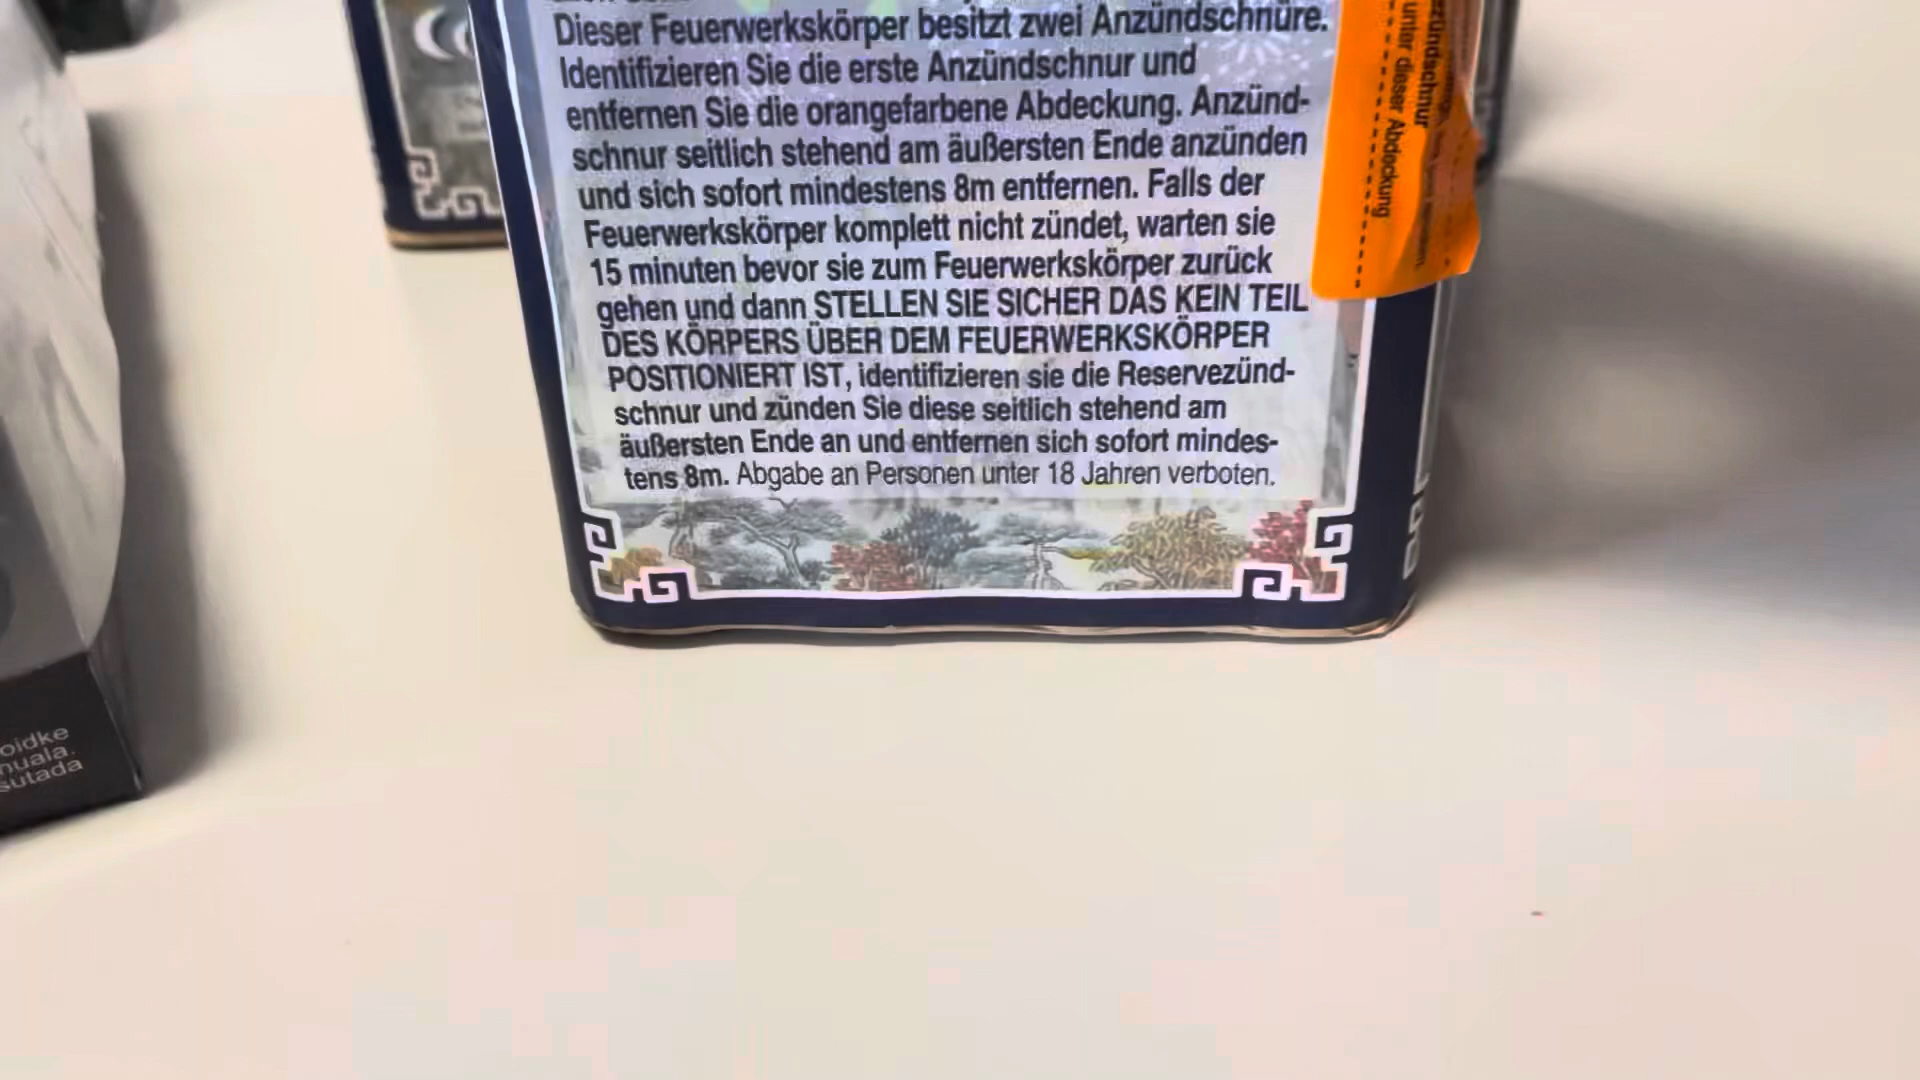 Dieser Feuerwerkskörper besitzt zwei Anzündschnüre.
Identifizieren Sie die erste Anzündschnur und
entfernen Sie die orangefarbene Abdeckung. Anzünd-
schnur seitlich stehend am äußersten Ende anzünden
und sich sofort mindestens 8m entfernen. Falls der
Feuerwerkskörper komplett nicht zündet, warten sie
15 minuten bevor sie zum Feuerwerkskörper zurück
gehen und dann STELLEN SIE SICHER DAS KEIN TEIL
DES KÖRPERS ÜBER DEM FEUERWERKSKÖRPER
POSITIONIERT IST, identifizieren sie die Reservezünd-
schnur und zünden Sie diese seitlich stehend am
äußersten Ende an und entfernen sich sofort mindes-
tens 8m. Abgabe an Personen unter 18 Jahren verboten.
zündschnur
unter dieser Abdeckung
oidke
nuala.
sutada